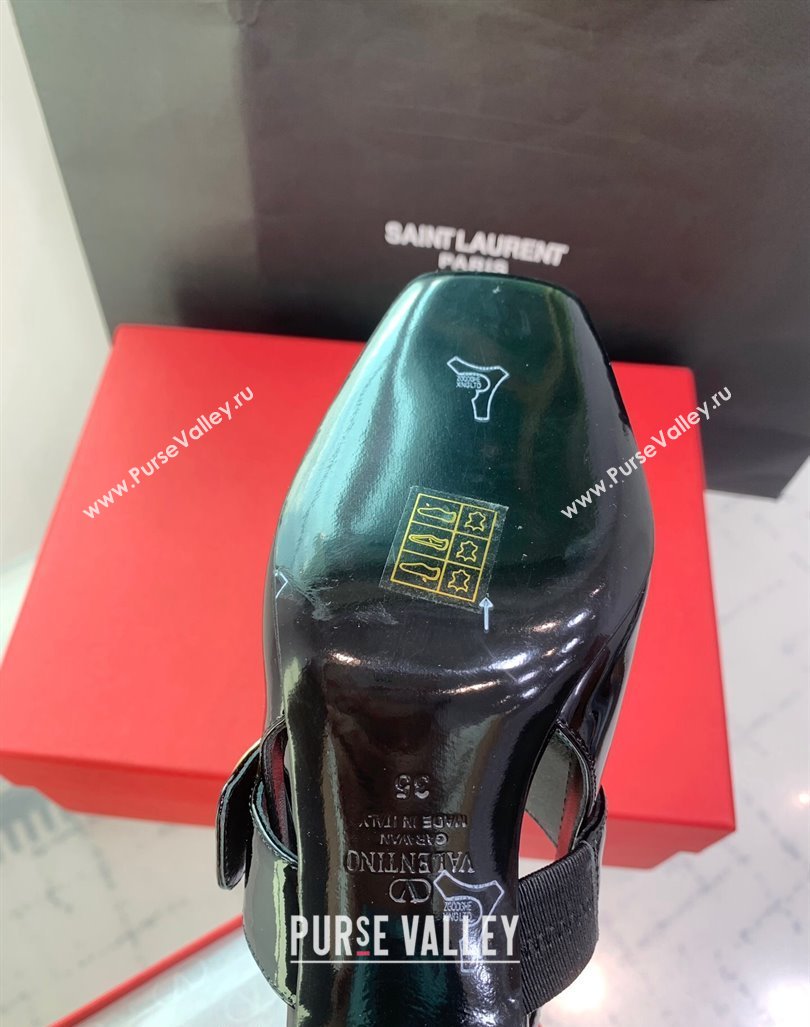 SAINT LAURENT
PARIS
www.PurseValley.ru
www.PurseValley.ru
35
MADE IN ITALY
GARAVANI
VALENTINO
PURSE VALLEY